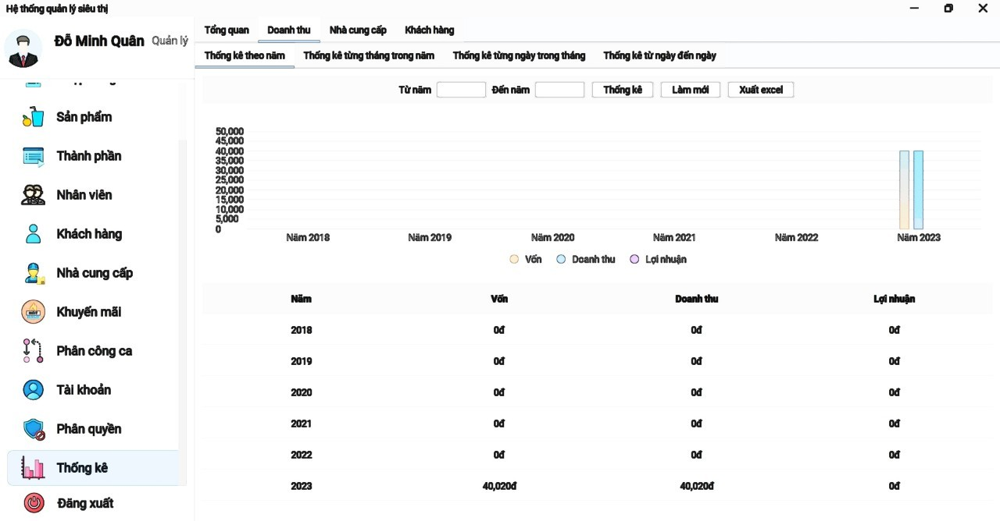 Hệ thống quản lý siêu thị
Đỗ Minh Quân Quản lý
Sản phẩm
Thành phần
Nhân viên
Khách hàng
Nhà cung cấp
Khuyến mãi
Phân công ca
Tài khoản
Phân quyền
Thống kê
Đăng xuất
Tổng quan Doanh thu Nhà cung cấp Khách hàng
Thống kê theo năm Thống kê từng tháng trong năm Thống kê từng ngày trong tháng Thống kê từ ngày đến ngày
Từ năm Đến năm Thống kê Làm mới Xuất excel
50,000
45,000
40,000
35,000
30,000
25,000
20,000
15,000
10,000
5,000
0
Năm 2018 Năm 2019 Năm 2020 Năm 2021 Năm 2022 Năm 2023
Vốn Doanh thu Lợi nhuận
Năm Vốn Doanh thu Lợi nhuận
2018 0đ 0đ 0đ
2019 0đ 0đ 0đ
2020 0đ 0đ 0đ
2021 0đ 0đ 0đ
2022 0đ 0đ 0đ
2023 40,020đ 40,020đ 0đ